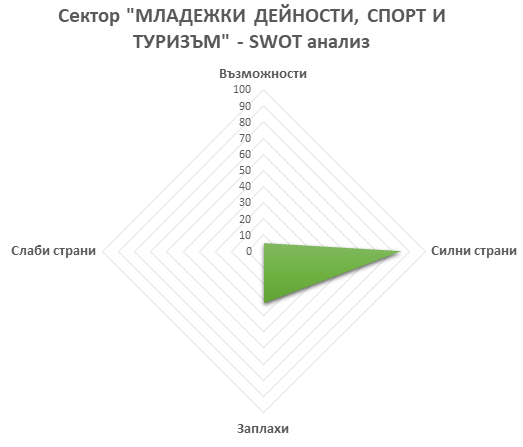 Сектор "МЛАДЕЖКИ ДЕЙНОСТИ, СПОРТ И
ТУРИЗЪМ" - SWOT анализ
Възможности
100
90
80
70
60
50
40
30
20
10
0
Слаби страни
Силни страни
Заплахи